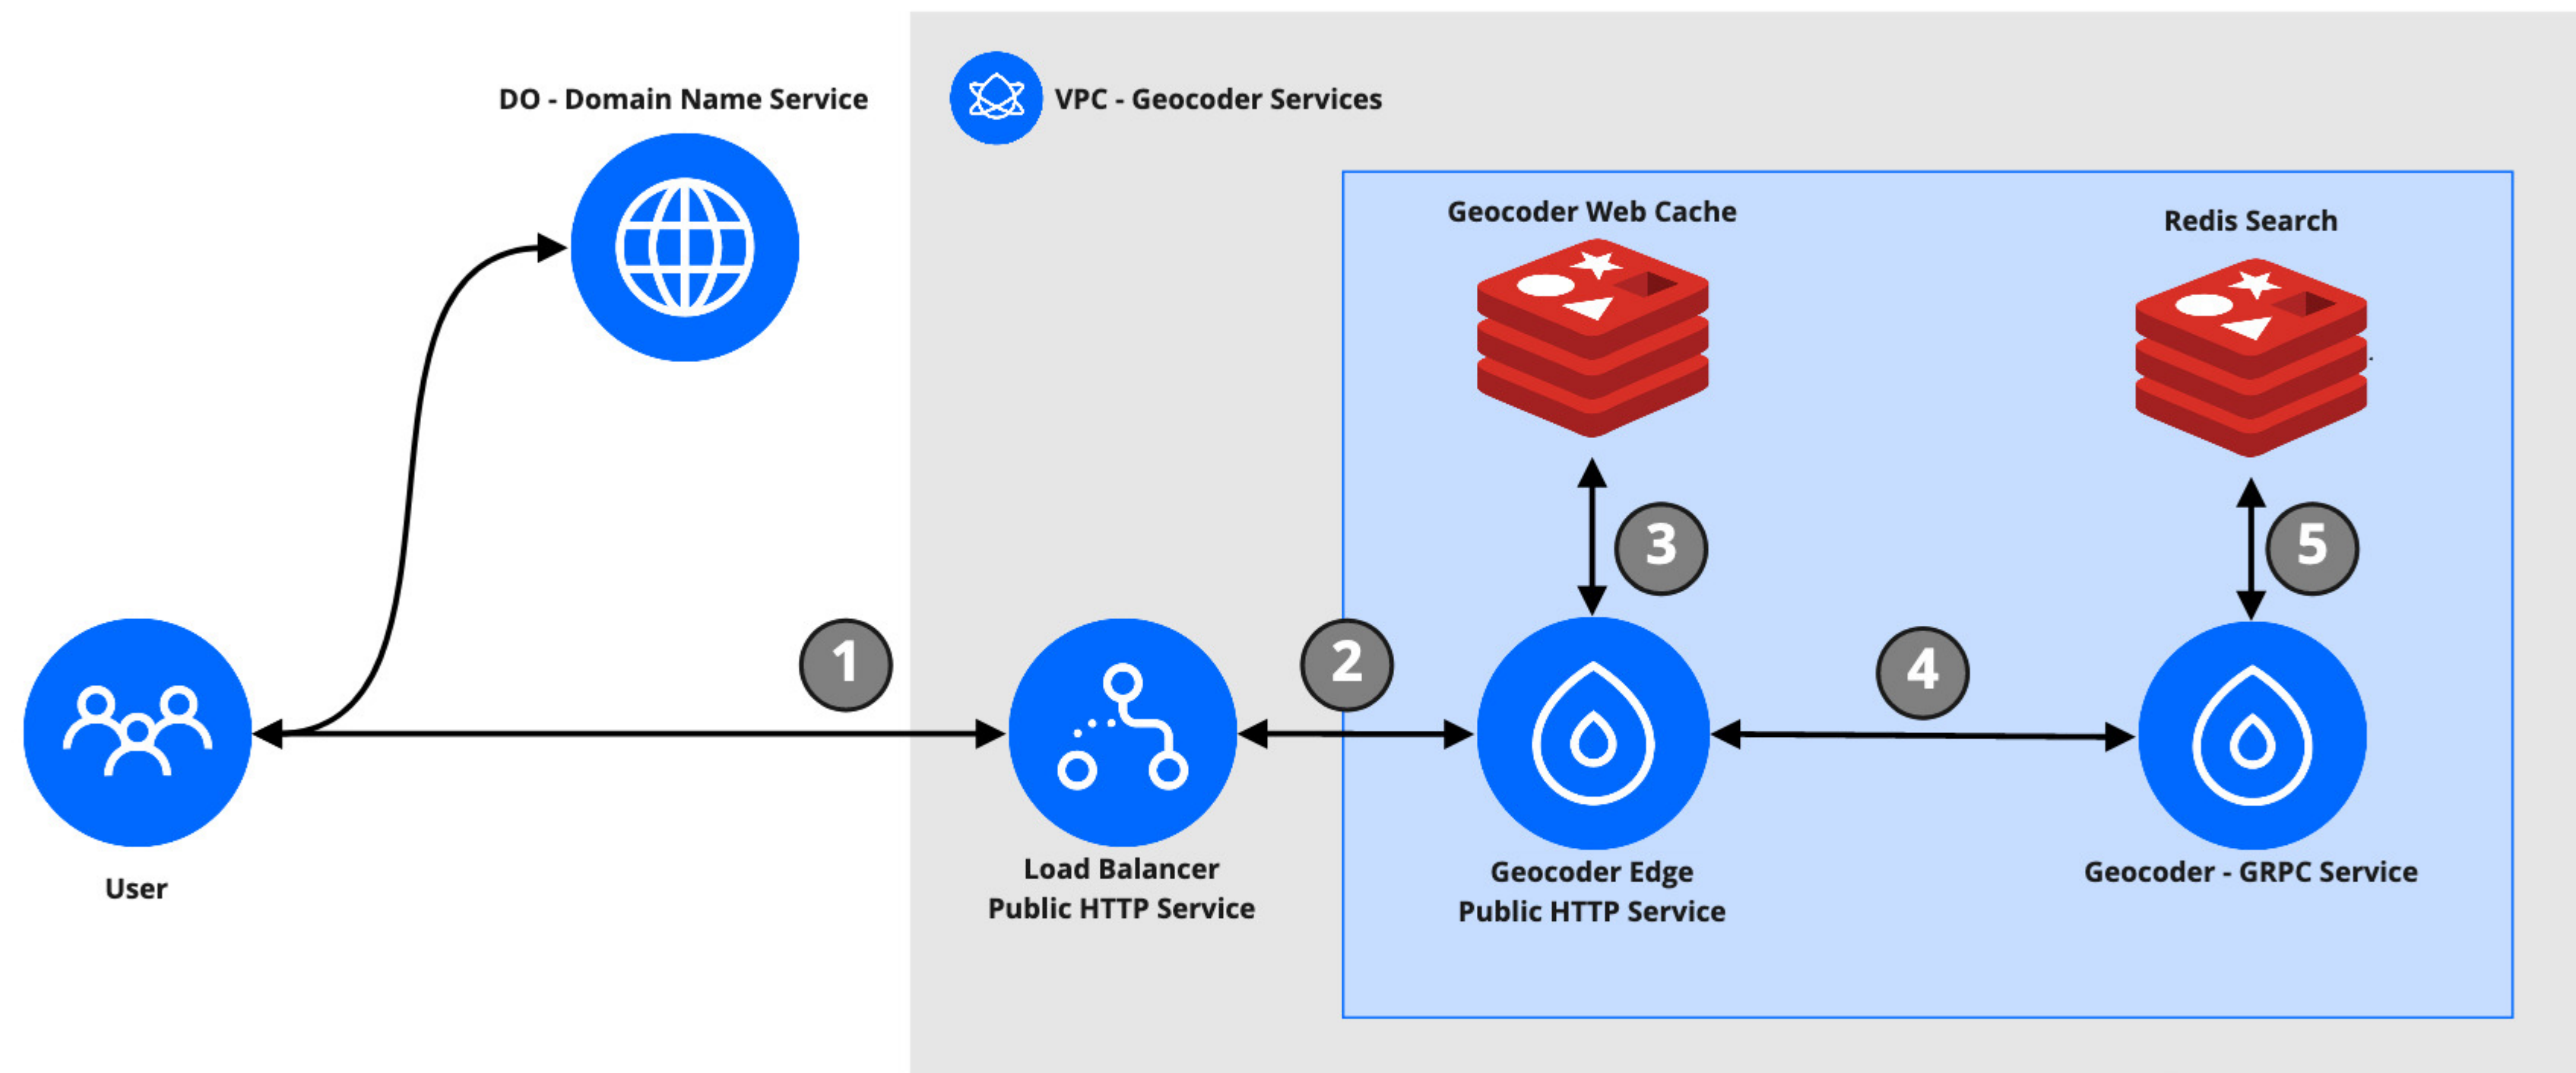 DO - Domain Name Service
VPC - Geocoder Services
Geocoder Web Cache
Redis Search
3
5
1
2
4
User
Load Balancer
Public HTTP Service
Geocoder Edge
Public HTTP Service
Geocoder - GRPC Service